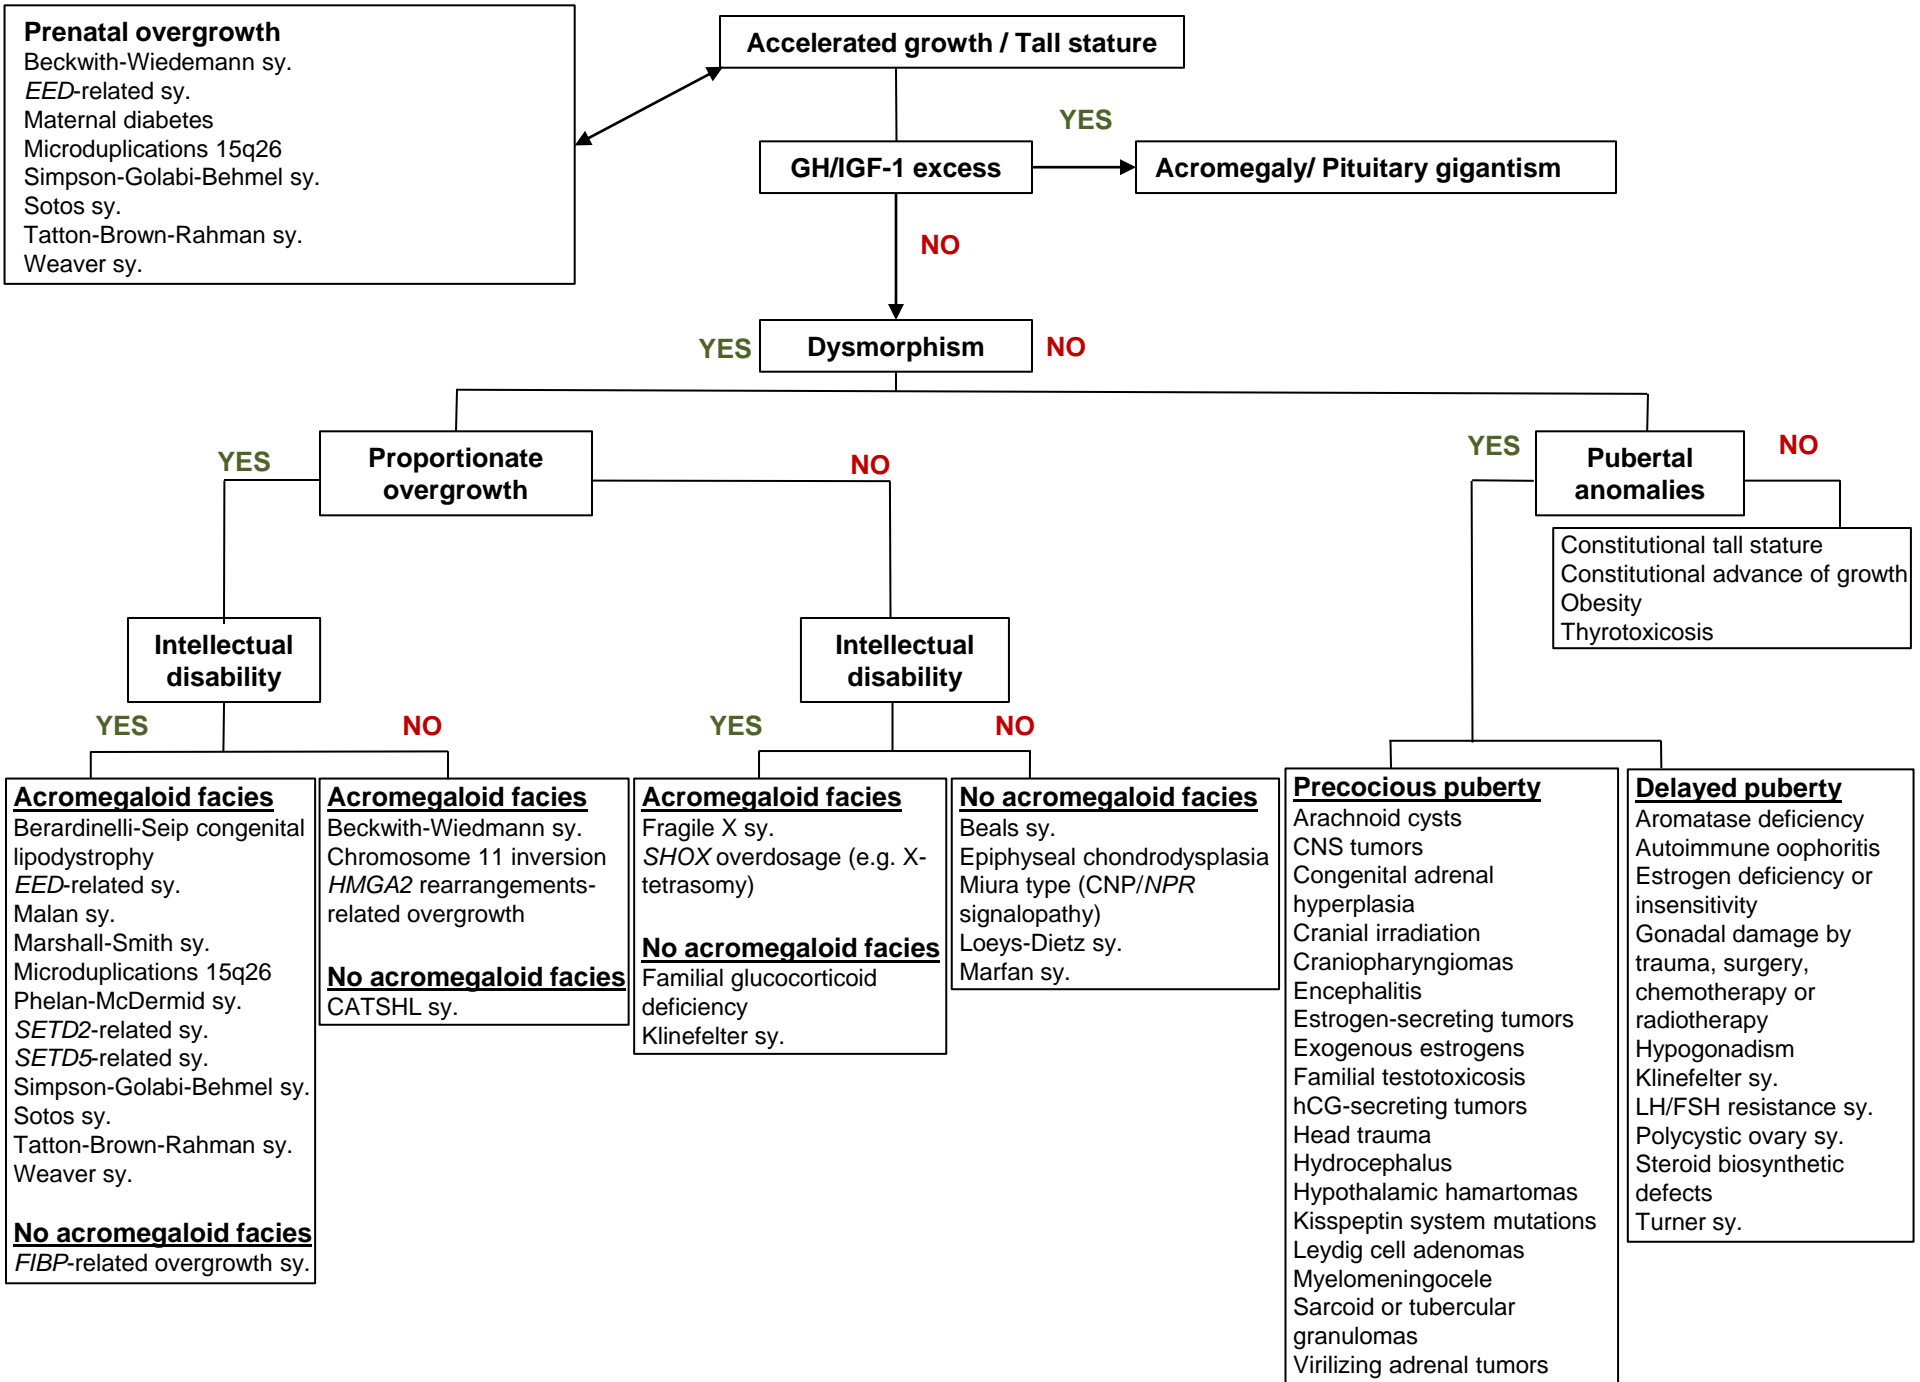 Prenatal overgrowth
Beckwith-Wiedemann sy.
EED-related sy.
Maternal diabetes
Microduplications 15q26
Simpson-Golabi-Behmel sy.
Sotos sy.
Tatton-Brown-Rahman sy.
Weaver sy.
Accelerated growth / Tall stature
YES
GH/IGF-1 excess
Acromegaly/ Pituitary gigantism
NO
YES
Dysmorphism
NO
YES
Proportionate
overgrowth
NO
YES
Pubertal
anomalies
NO
Constitutional tall stature
Constitutional advance of growth
Obesity
Thyrotoxicosis
Intellectual
disability
Intellectual
disability
YES
NO
YES
NO
Acromegaloid facies
Berardinelli-Seip congenital
lipodystrophy
EED-related sy.
Malan sy.
Marshall-Smith sy.
Microduplications 15q26
Phelan-McDermid sy.
SETD2-related sy.
SETD5-related sy.
Simpson-Golabi-Behmel sy.
Sotos sy.
Tatton-Brown-Rahman sy.
Weaver sy.
No acromegaloid facies
FIBP-related overgrowth sy.
Acromegaloid facies
Beckwith-Wiedmann sy.
Chromosome 11 inversion
HMGA2 rearrangements-
related overgrowth
No acromegaloid facies
CATSHL sy.
Acromegaloid facies
Fragile X sy.
SHOX overdosage (e.g. X-
tetrasomy)
No acromegaloid facies
Familial glucocorticoid
deficiency
Klinefelter sy.
No acromegaloid facies
Beals sy.
Epiphyseal chondrodysplasia
Miura type (CNP/NPR
signalopathy)
Loeys-Dietz sy.
Marfan sy.
Precocious puberty
Arachnoid cysts
CNS tumors
Congenital adrenal
hyperplasia
Cranial irradiation
Craniopharyngiomas
Encephalitis
Estrogen-secreting tumors
Exogenous estrogens
Familial testotoxicosis
hCG-secreting tumors
Head trauma
Hydrocephalus
Hypothalamic hamartomas
Kisspeptin system mutations
Leydig cell adenomas
Myelomeningocele
Sarcoid or tubercular
granulomas
Virilizing adrenal tumors
Delayed puberty
Aromatase deficiency
Autoimmune oophoritis
Estrogen deficiency or
insensitivity
Gonadal damage by
trauma, surgery,
chemotherapy or
radiotherapy
Hypogonadism
Klinefelter sy.
LH/FSH resistance sy.
Polycystic ovary sy.
Steroid biosynthetic
defects
Turner sy.